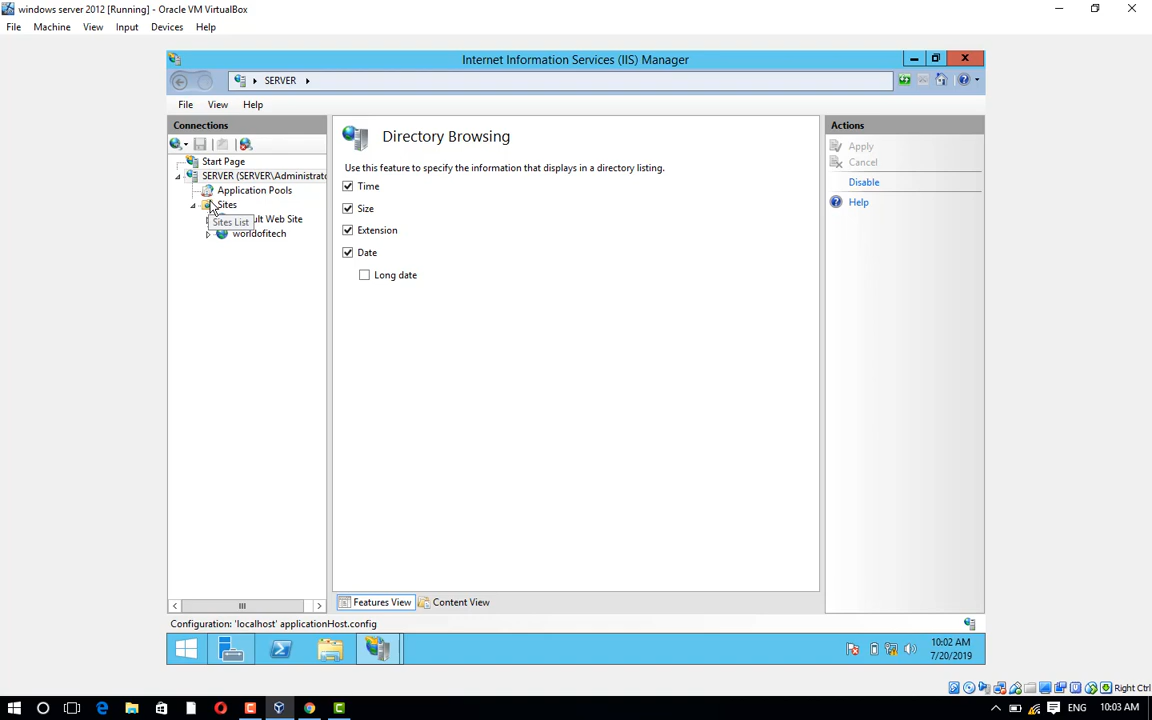 windows server 2012 [Running] - Oracle VM VirtualBox
File Machine View Input Devices Help
Internet Information Services (IIS) Manager
SERVER
File View Help
Connections
Start Page
SERVER (SERVER\Administrato
Application Pools
Sites
ult Web Site
Sites List
worldofitech
Directory Browsing
Use this feature to specify the information that displays in a directory listing.
Time
Size
Extension
Date
Long date
Actions
Apply
Cancel
Disable
Help
Features View Content View
Configuration: 'localhost' applicationHost.config
10:02 AM
7/20/2019
Right Ctrl
ENG 10:03 AM